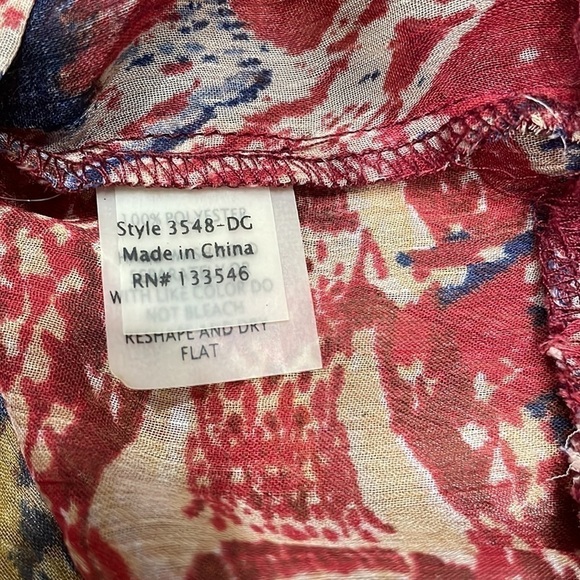 100% POLYESTER
Style 3548-DG
Made in China
RN# 133546
WITH LIKE COLOR DO
NOT BLEACH
RESHAPE AND DRY
FLAT